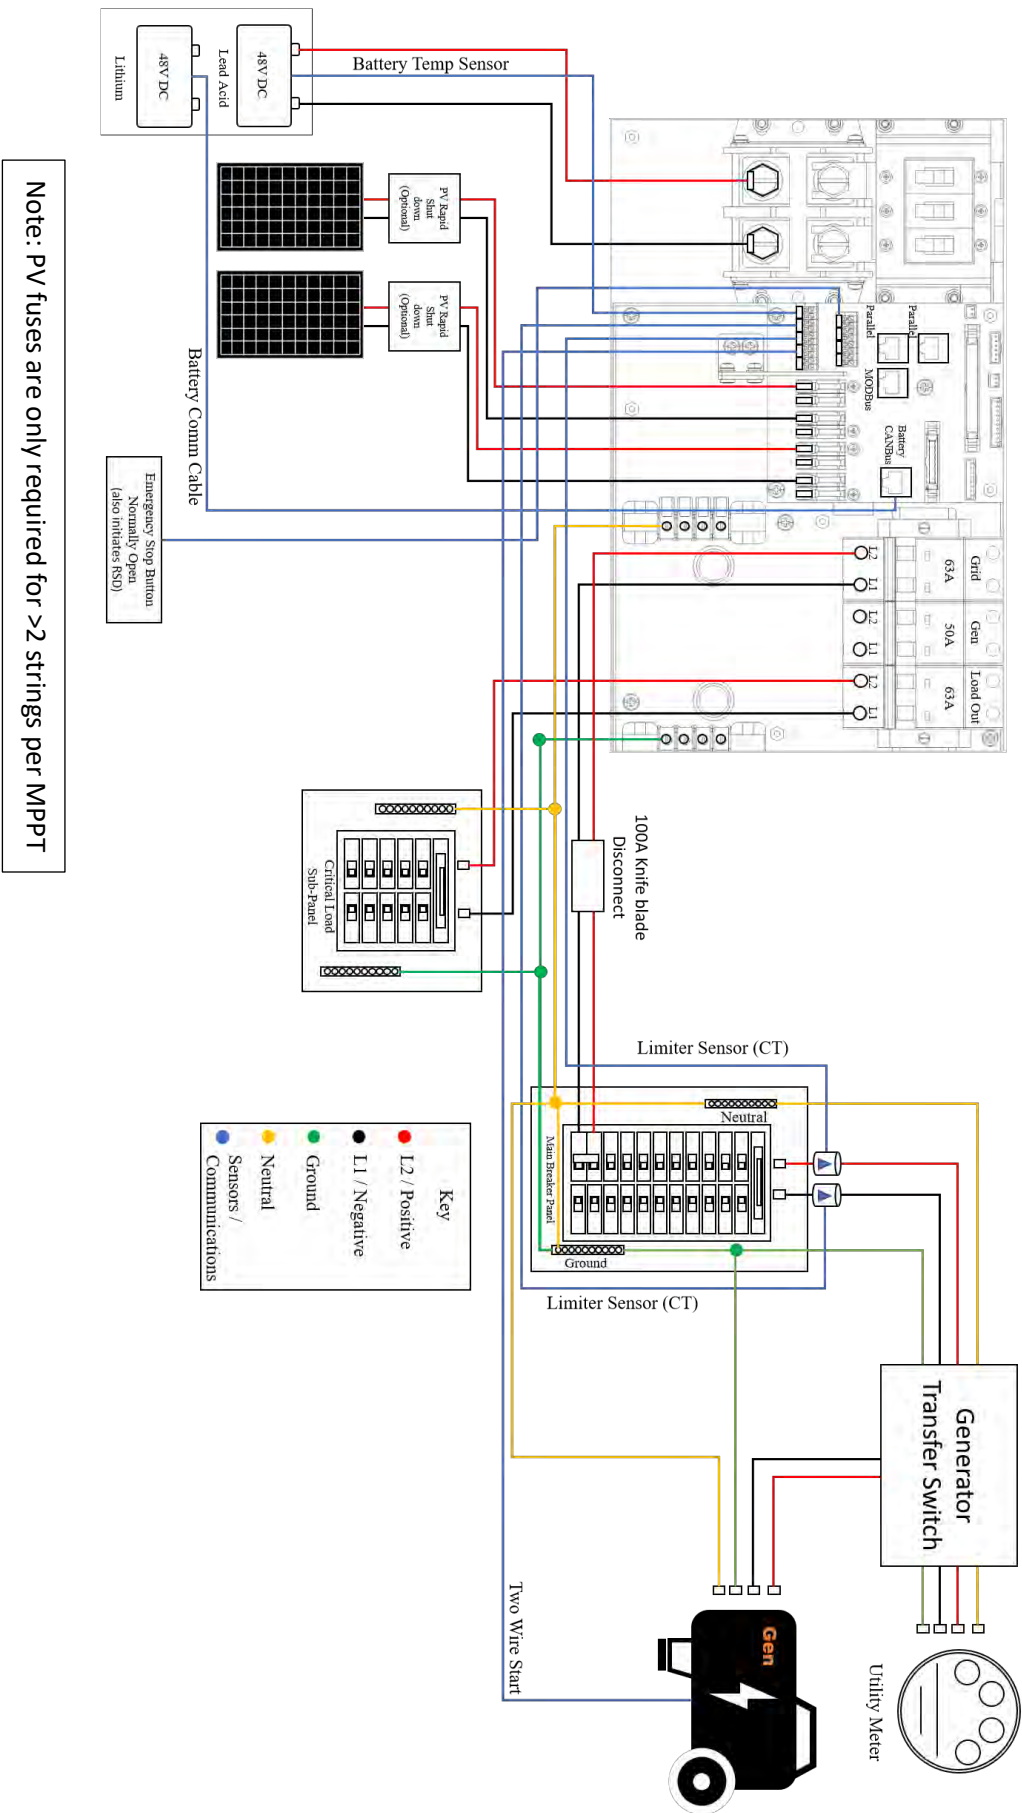 48V DC
Lead Acid
48V DC
Lithium
Battery Temp Sensor
PV Rapid
Shut
down
(Optional)
PV Rapid
Shut
down
(Optional)
Battery Comm Cable
Emergency Stop Button
Normally Open
(also initiates RSD)
Note: PV fuses are only required for >2 strings per MPPT
Parallel
Parallel
MODBus
Battery
CANBus
Grid
63A
L2
L1
Gen
50A
L2
L1
Load Out
63A
L2
L1
100A Knife blade
Disconnect
Critical Load
Sub-Panel
Limiter Sensor (CT)
Neutral
Main Breaker Panel
Ground
Limiter Sensor (CT)
Key
L2 / Positive
L1 / Negative
Ground
Neutral
Sensors /
Communications
Generator
Transfer Switch
Two Wire Start
Gen
Utility Meter